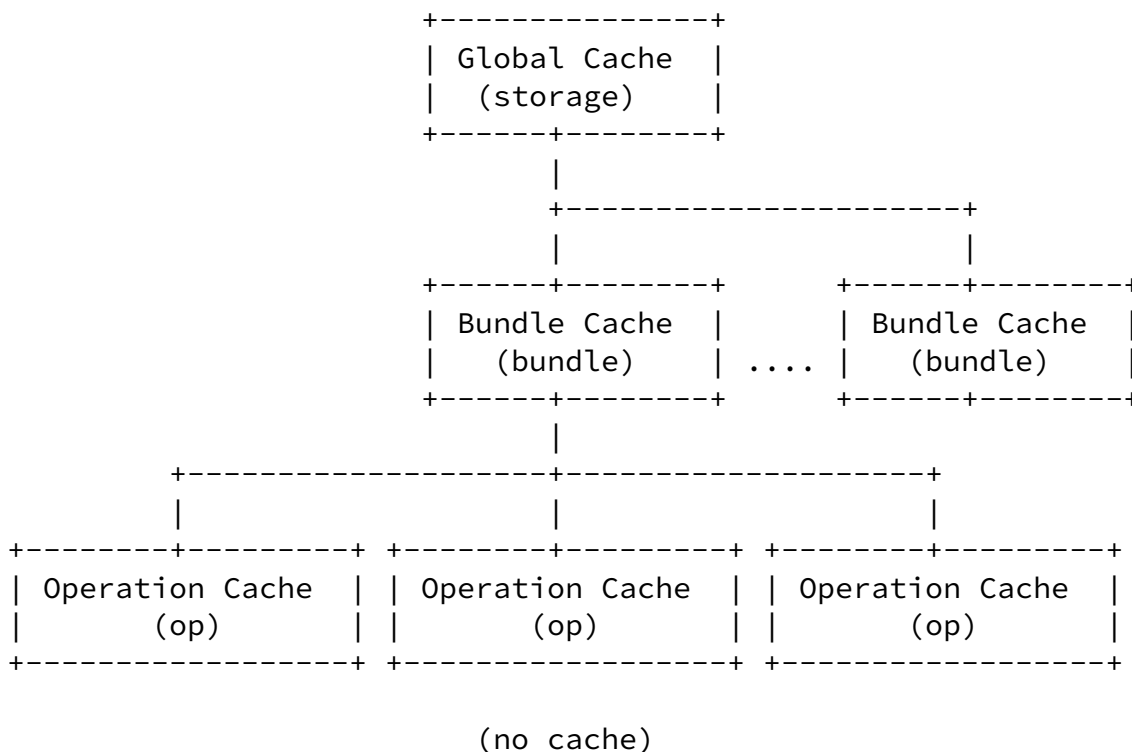 Global Cache
(storage)
Bundle Cache
(bundle)
....
Bundle Cache
(bundle)
Operation Cache
(op)
Operation Cache
(op)
Operation Cache
(op)
(no cache)